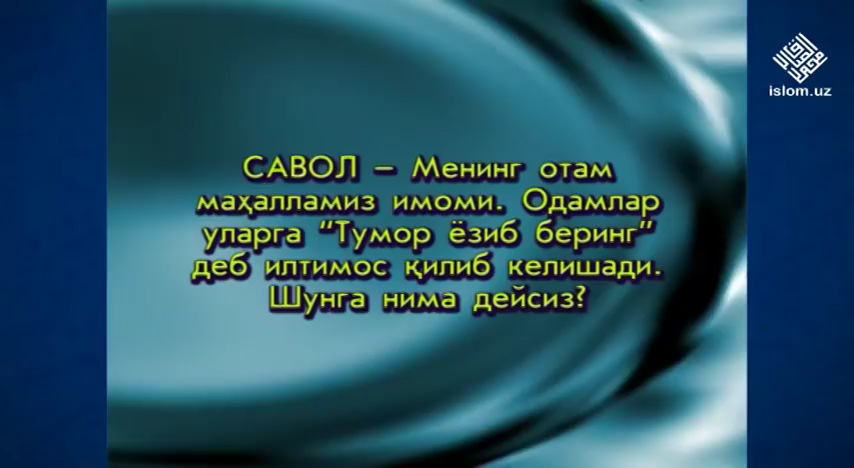 islom.uz
САВОЛ – Менинг отам
маҳалламиз имоми. Одамлар
уларга “Тумор ёзиб беринг”
деб илтимос қилиб келишади.
Шунга нима дейсиз?